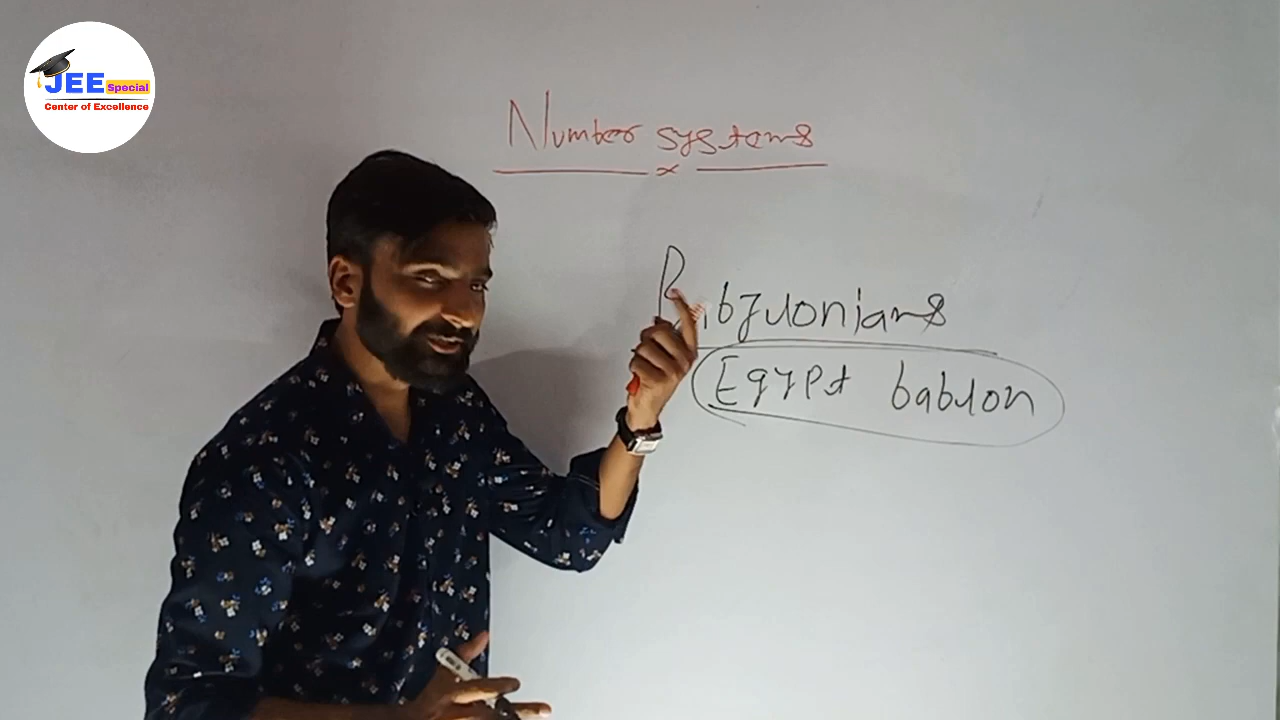 JEE Special
Center of Excellence
Number systems
Babylonians
Egypt babylon